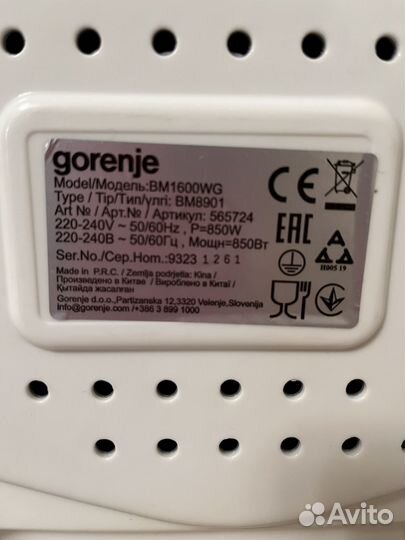 gorenje
Model/Модель:BM1600WG
Type / Tip/Тип/үлгі: BM8901
Art № / Арт.№ / Артикул: 565724
220-240V ~ 50/60Hz , P=850W
220-240В ~ 50/60Гц , Мощн=850Вт
Ser.No./Сер.Ном.: 9323 1 2 6 1
Made in P.R.C. / Zemlja podrjetla: Kina /
Произведено в Китае / Вироблено в Китаї /
Қытайда жасалған
Gorenje d.o.o.,Partizanska 12,3320 Velenje,Slovenija
info@gorenje.com /+386 3 899 1000
CE
EAC
H005 19
Avito